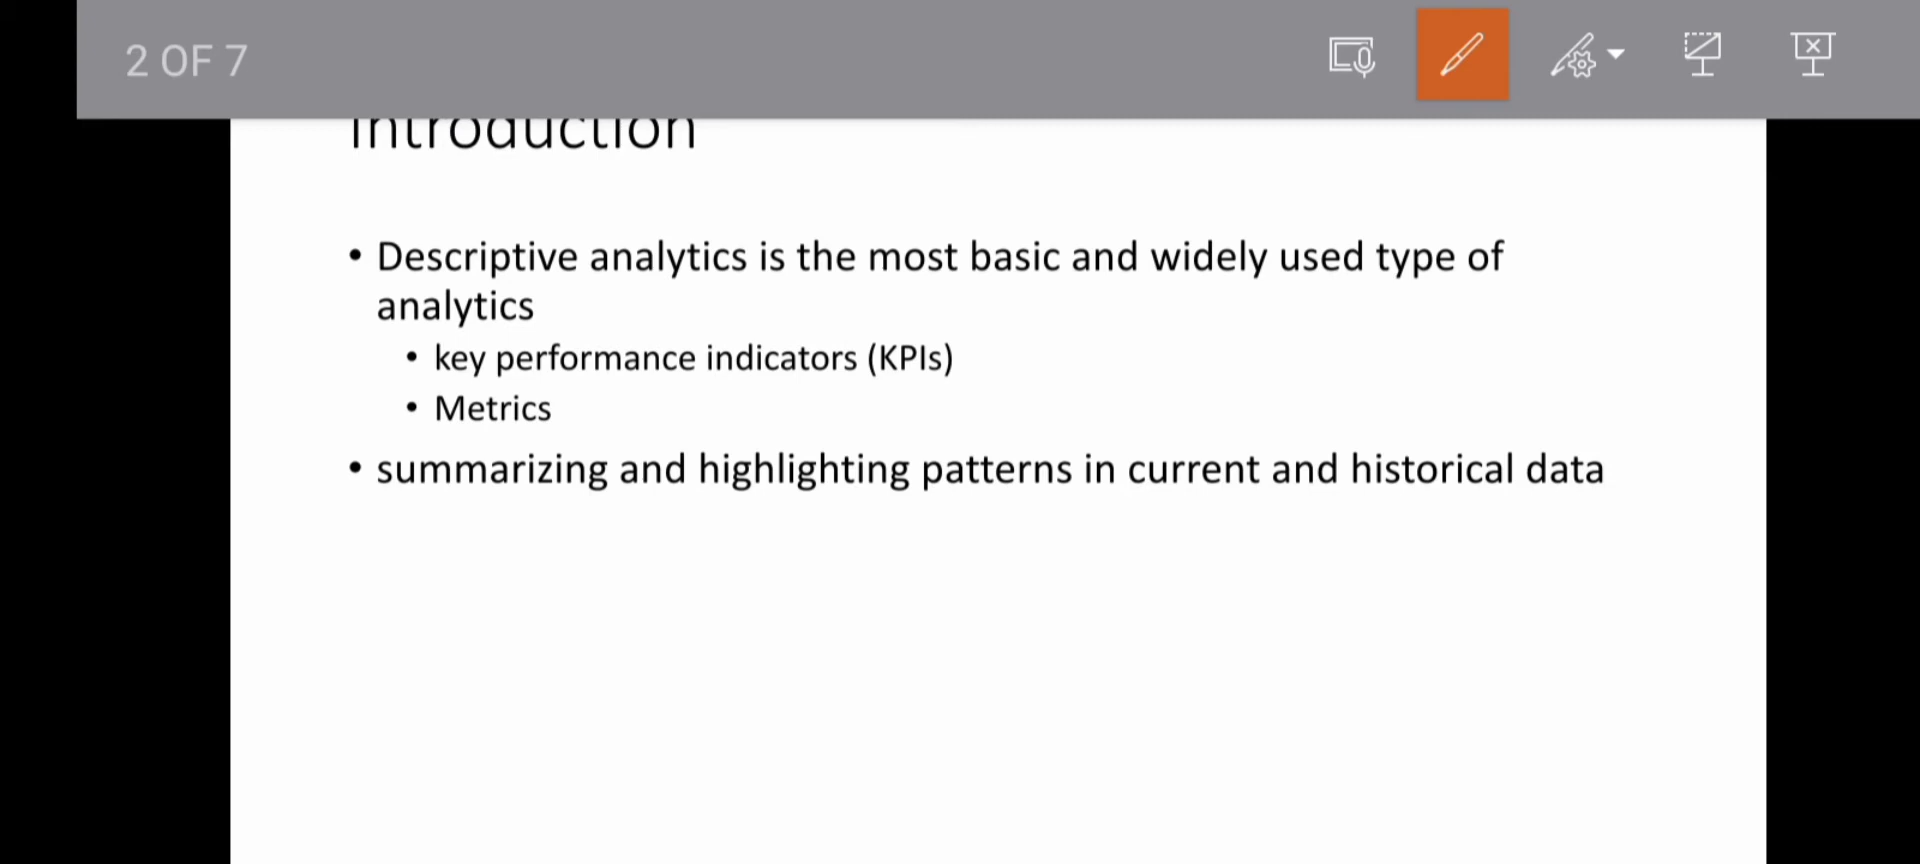 2 OF 7
Introduction
• Descriptive analytics is the most basic and widely used type of
analytics
• key performance indicators (KPIs)
• Metrics
• summarizing and highlighting patterns in current and historical data